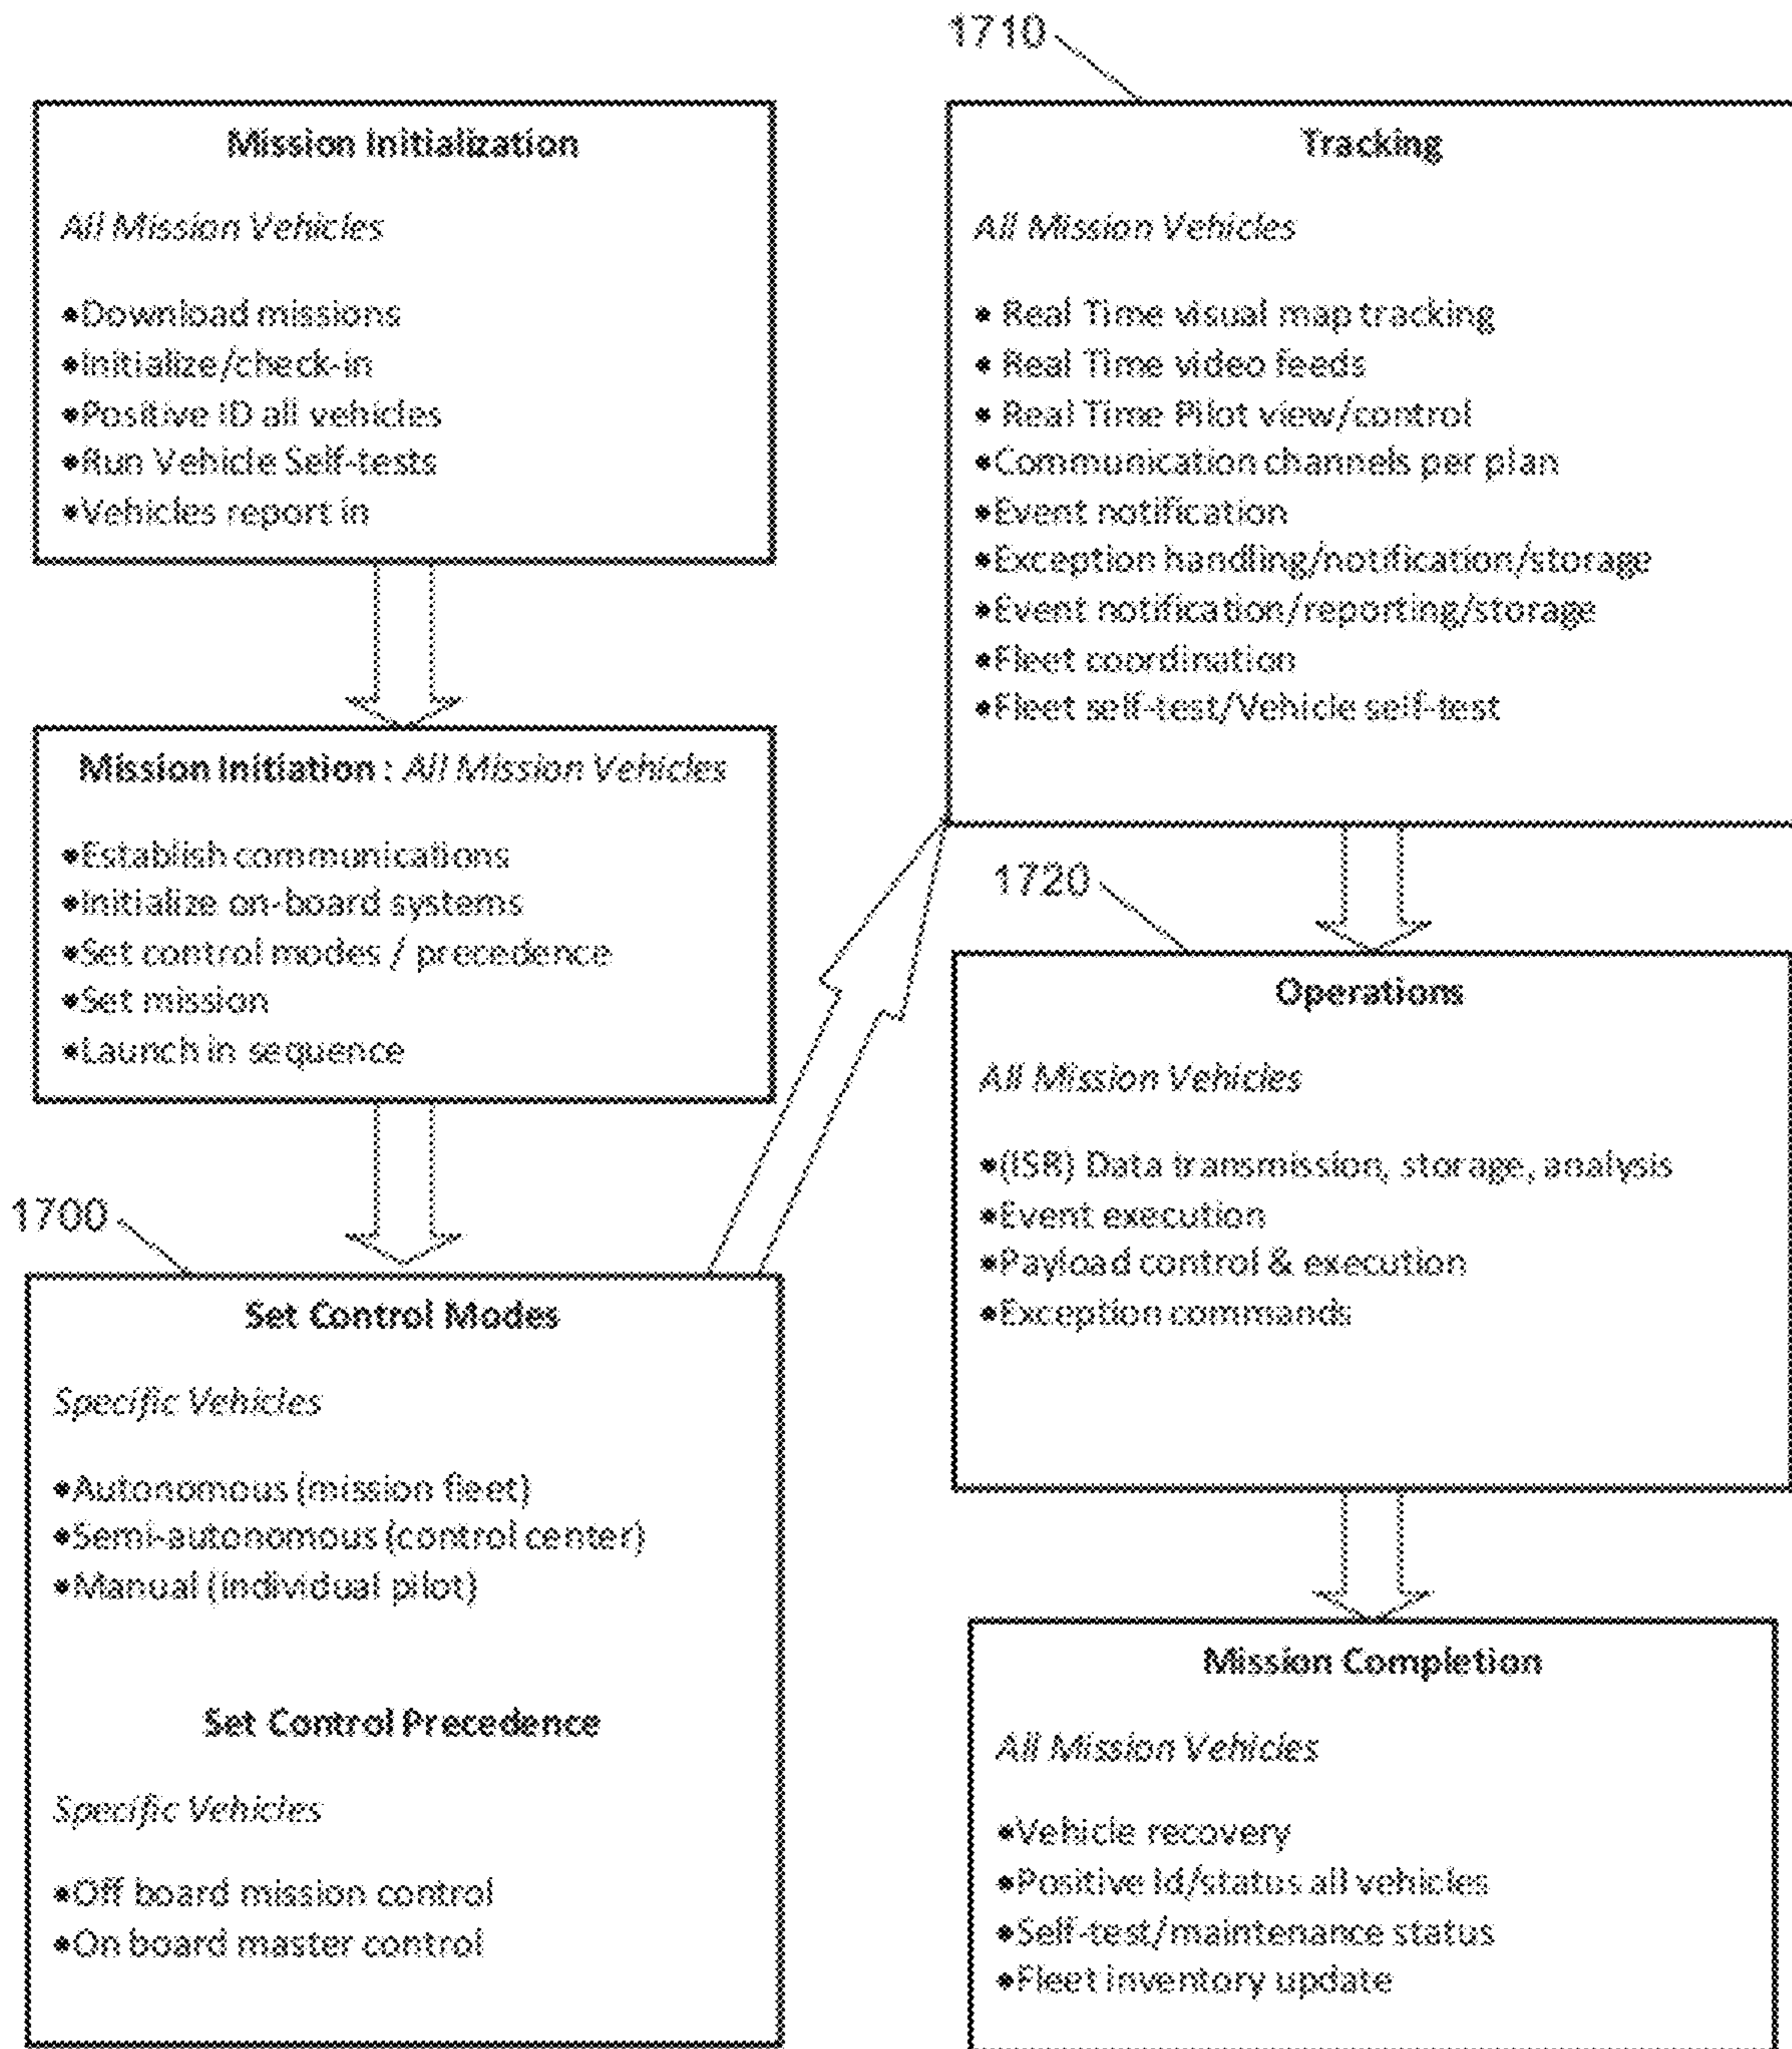 Mission Initialization
All Mission Vehicles
•Download missions
•Initialize/check-in
•Positive ID all vehicles
•Run Vehicle Self-tests
•Vehicles report in
Mission Initiation : All Mission Vehicles
•Establish communications
•Initialize on-board systems
•Set control modes / precedence
•Set mission
•Launch in sequence
1700
Set Control Modes
Specific Vehicles
•Autonomous (mission fleet)
•Semi-autonomous (control center)
•Manual (individual pilot)
Set Control Precedence
Specific Vehicles
•Off board mission control
•On board master control
1710
Tracking
All Mission Vehicles
• Real Time visual map tracking
• Real Time video feeds
• Real Time Pilot view/control
•Communication channels per plan
•Event notification
•Exception handling/notification/storage
•Event notification/reporting/storage
•Fleet coordination
•Fleet self-test/Vehicle self-test
1720
Operations
All Mission Vehicles
•(ISR) Data transmission, storage, analysis
•Event execution
•Payload control & execution
•Exception commands
Mission Completion
All Mission Vehicles
•Vehicle recovery
•Positive id/status all vehicles
•Self-test/maintenance status
•Fleet inventory update